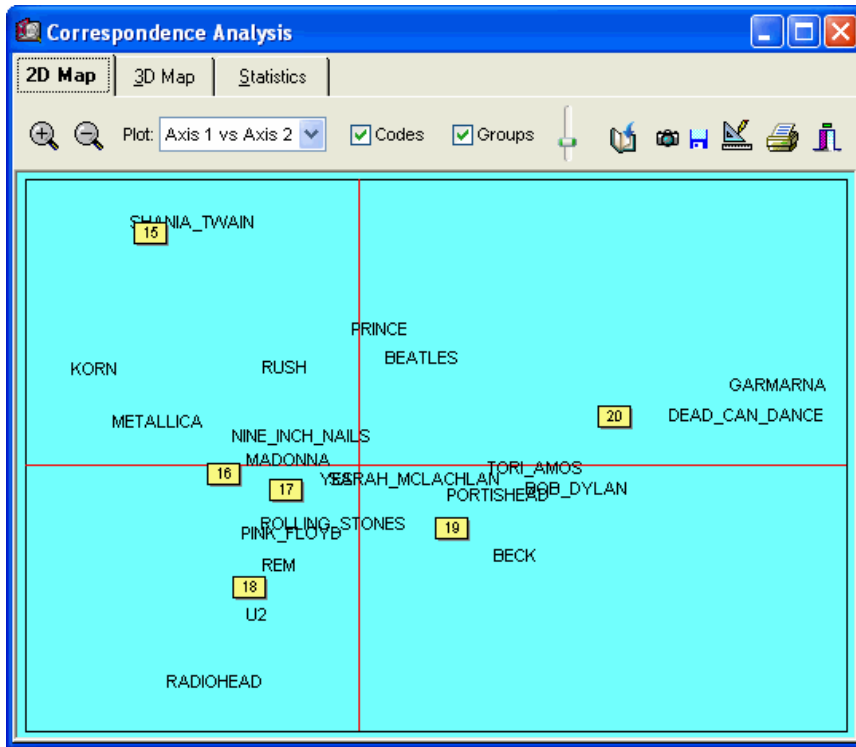 Correspondence Analysis
2D Map 3D Map Statistics
Plot: Axis 1 vs Axis 2 Codes Groups
SHANIA_TWAIN
15
PRINCE
BEATLES
KORN RUSH
GARMARNA
METALLICA 20 DEAD_CAN_DANCE
NINE_INCH_NAILS
MADONNA
16 TORI_AMOS
YES SARAH_MCLACHLAN
17 PORTISHEAD BOB_DYLAN
ROLLING_STONES 19
PINK_FLOYD
BECK
REM
18
U2
RADIOHEAD